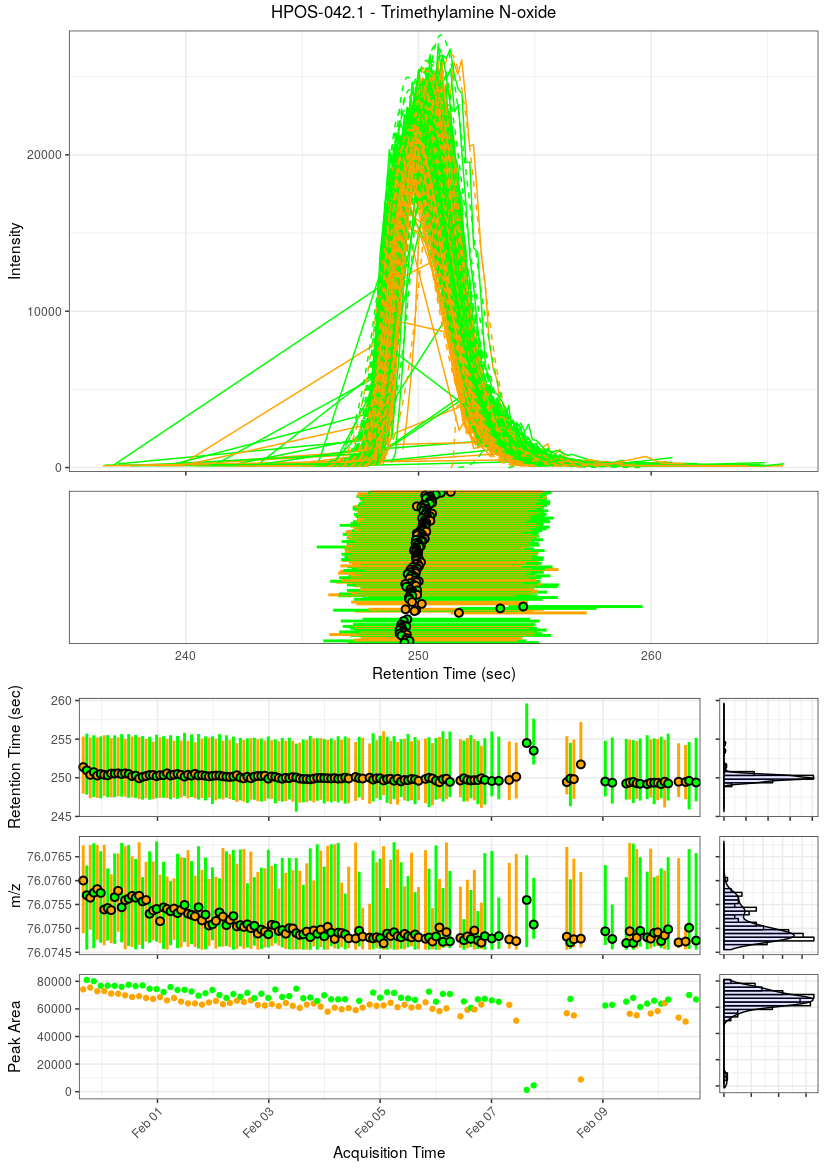 HPOS-042.1 - Trimethylamine N-oxide
Intensity
20000
10000
0
240
250
260
Retention Time (sec)
Retention Time (sec)
260
255
250
245
m/z
76.0765
76.0760
76.0755
76.0750
76.0745
Peak Area
80000
60000
40000
20000
0
Feb 01
Feb 03
Feb 05
Feb 07
Feb 09
Acquisition Time